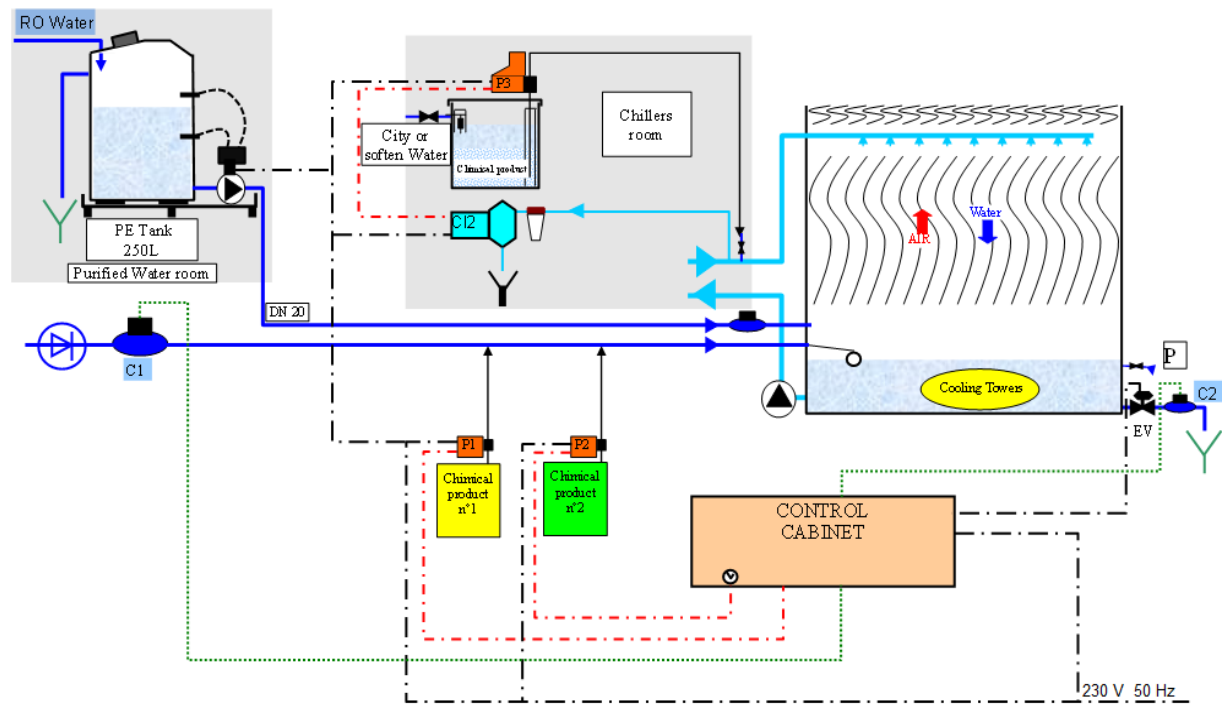 RO Water
PE Tank
250L
Purified Water room
DN 20
C1
P3
City or
soften Water
Chimical product
Cl2
Chillers
room
AIR
Water
Cooling Towers
P
EV
C2
P1
Chimical
product
n°1
P2
Chimical
product
n°2
CONTROL
CABINET
230 V 50 Hz